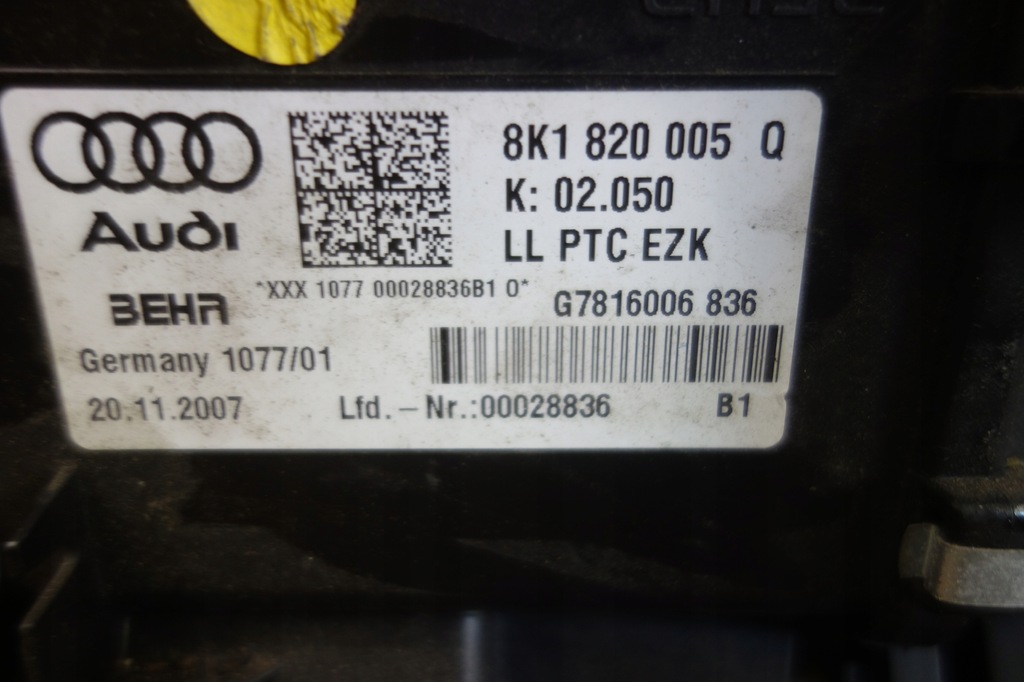 8K1 820 005 Q
K: 02.050
Audi
LL PTC EZK
*XXX 1077 00028836B1 0*
BEHR
G7816006 836
Germany 1077/01
20.11.2007 Lfd. - Nr.:00028836 B1